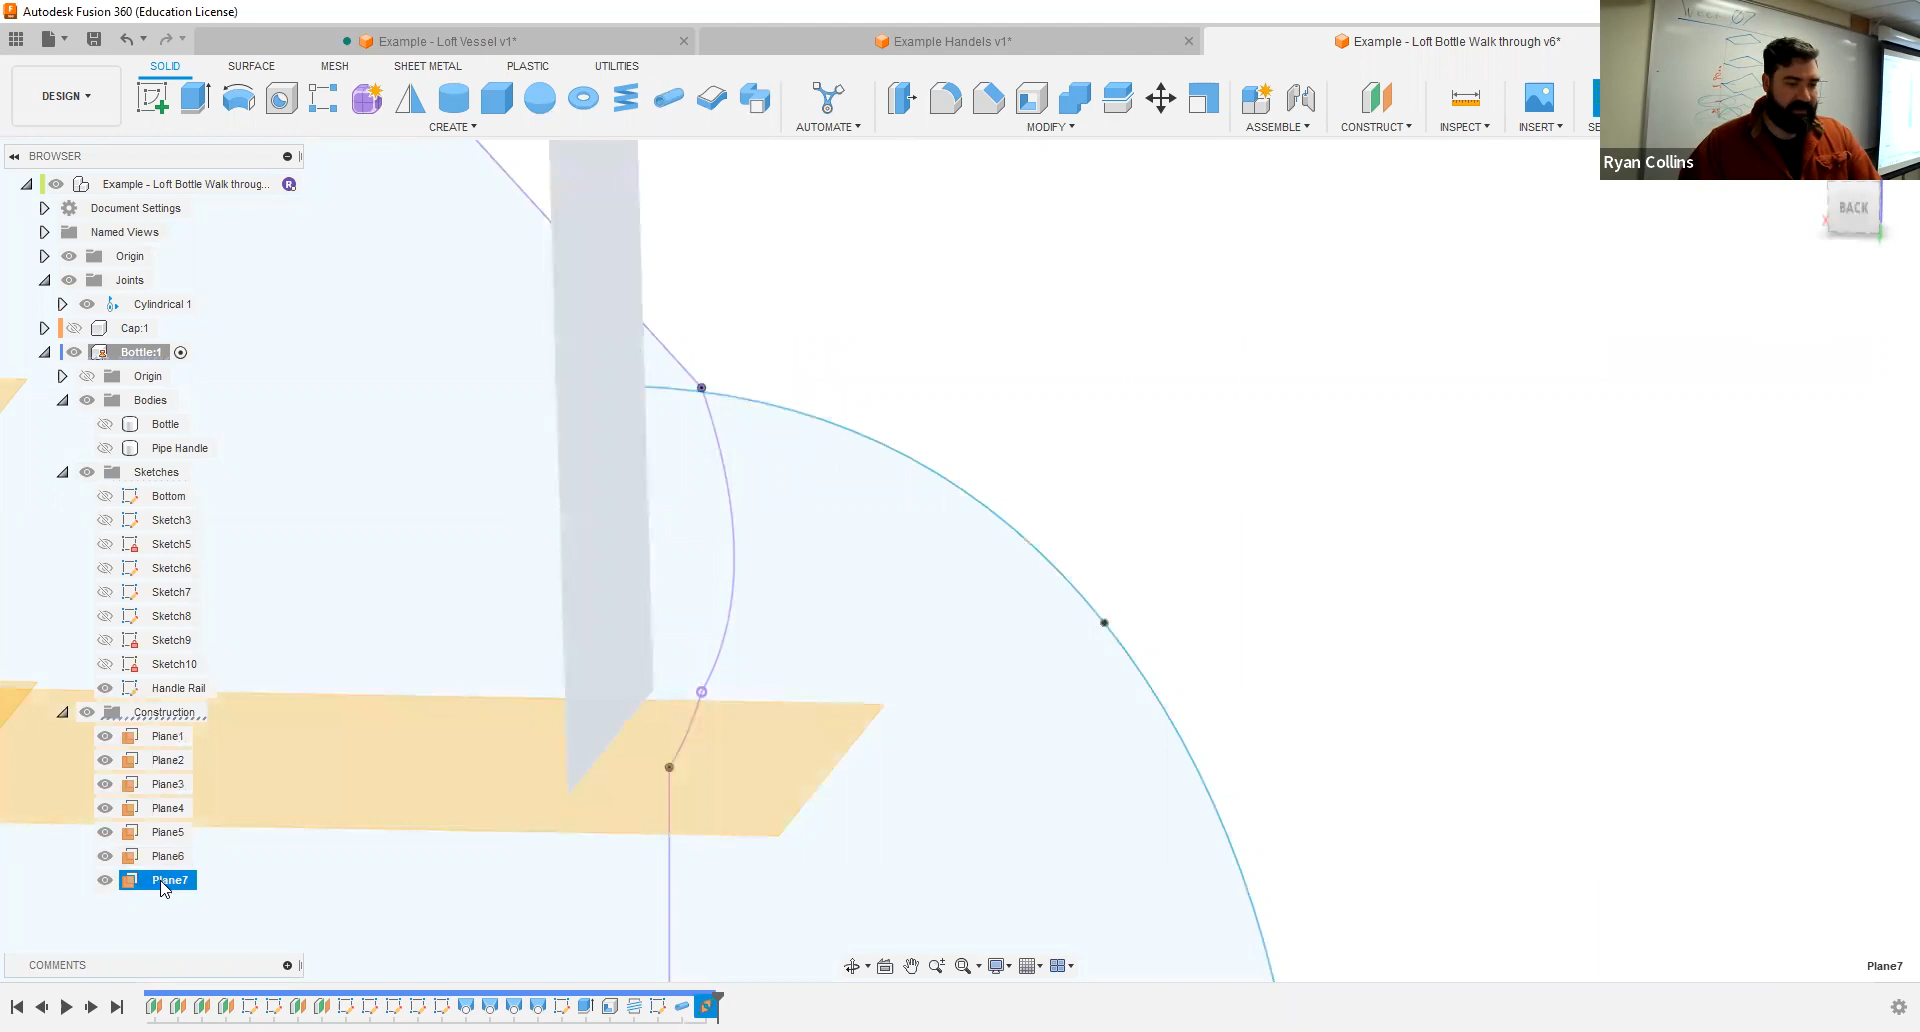 Autodesk Fusion 360 (Education License)
Example - Loft Vessel v1*
Example Handels v1*
Example - Loft Bottle Walk through v6*
DESIGN
SOLID
SURFACE
MESH
SHEET METAL
PLASTIC
UTILITIES
CREATE
AUTOMATE
MODIFY
ASSEMBLE
CONSTRUCT
INSPECT
INSERT
SE
Ryan Collins
BACK
BROWSER
Example - Loft Bottle Walk throug...
Document Settings
Named Views
Origin
Joints
Cylindrical 1
Cap:1
Bottle:1
Origin
Bodies
Bottle
Pipe Handle
Sketches
Bottom
Sketch3
Sketch5
Sketch6
Sketch7
Sketch8
Sketch9
Sketch10
Handle Rail
Construction
Plane1
Plane2
Plane3
Plane4
Plane5
Plane6
Plane7
COMMENTS
Plane7